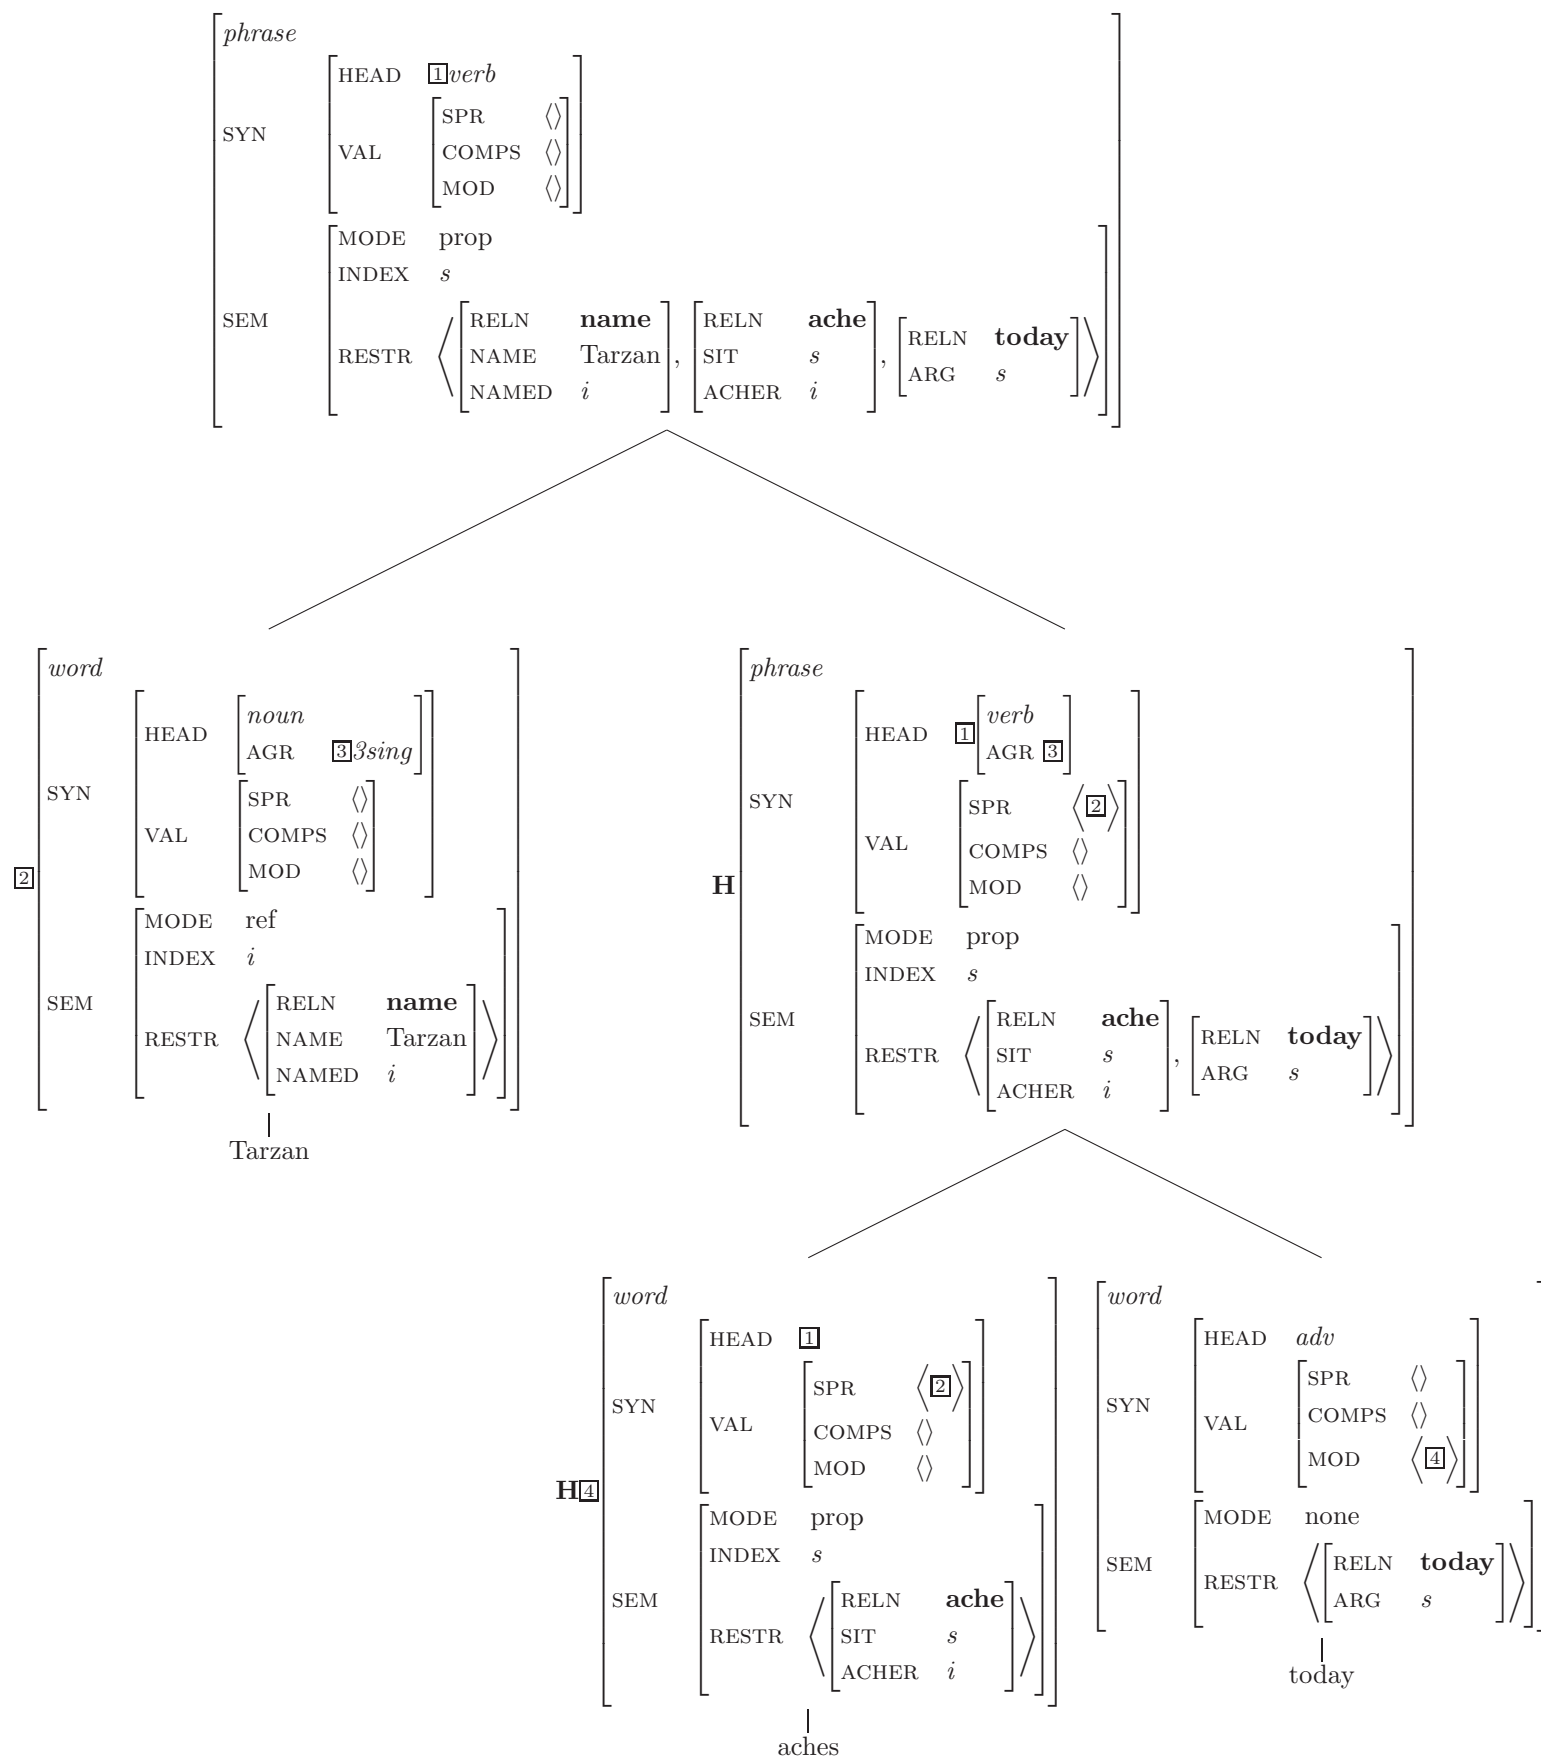 phrase
HEAD 1 verb
SPR ⟨⟩
SYN
VAL COMPS ⟨⟩
MOD ⟨⟩
MODE prop
INDEX s
SEM
RELN name RELN ache RELN today
RESTR ⟨ NAME Tarzan , SIT s , ARG s ⟩
NAMED i ACHER i
word
noun
HEAD
AGR 3 3sing
SYN
SPR ⟨⟩
VAL COMPS ⟨⟩
MOD ⟨⟩
2
MODE ref
INDEX i
SEM
RELN name
RESTR ⟨ NAME Tarzan ⟩
NAMED i
Tarzan
phrase
verb
HEAD 1
AGR 3
SYN
SPR ⟨ 2 ⟩
VAL COMPS ⟨⟩
MOD ⟨⟩
H
MODE prop
INDEX s
SEM
RELN ache RELN today
RESTR ⟨ SIT s , ARG s ⟩
ACHER i
word
HEAD 1
SYN
SPR ⟨ 2 ⟩
VAL COMPS ⟨⟩
MOD ⟨⟩
H 4
MODE prop
INDEX s
SEM
RELN ache
RESTR ⟨ SIT s ⟩
ACHER i
aches
word
HEAD adv
SYN
SPR ⟨⟩
VAL COMPS ⟨⟩
MOD ⟨ 4 ⟩
MODE none
SEM
RELN today
RESTR ⟨ ARG s ⟩
today